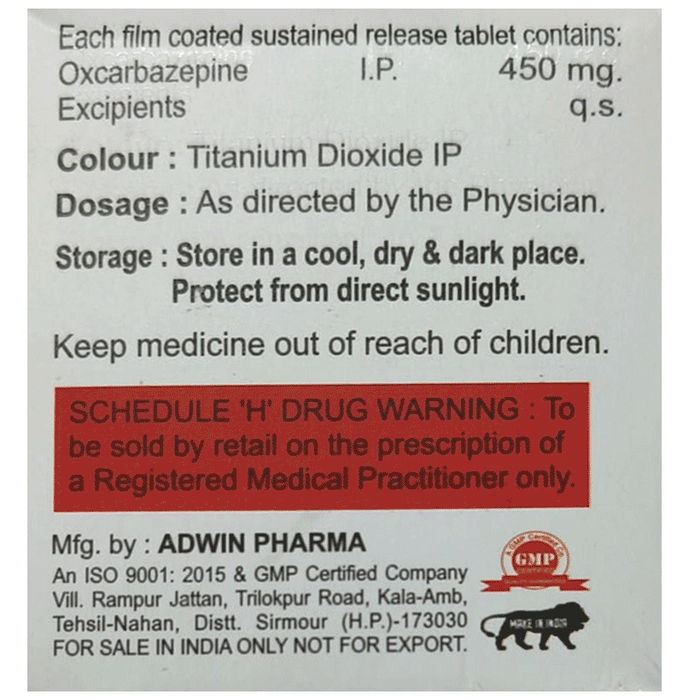 Each film coated sustained release tablet contains:
Oxcarbazepine I.P. 450 mg.
Excipients q.s.
Colour : Titanium Dioxide IP
Dosage : As directed by the Physician.
Storage : Store in a cool, dry & dark place.
Protect from direct sunlight.
Keep medicine out of reach of children.
SCHEDULE 'H' DRUG WARNING : To
be sold by retail on the prescription of
a Registered Medical Practitioner only.
Mfg. by : ADWIN PHARMA
An ISO 9001: 2015 & GMP Certified Company
Vill. Rampur Jattan, Trilokpur Road, Kala-Amb,
Tehsil-Nahan, Distt. Sirmour (H.P.)-173030
FOR SALE IN INDIA ONLY NOT FOR EXPORT.
A GMP Certified Co.
GMP
CERTIFIED
MAKE IN INDIA